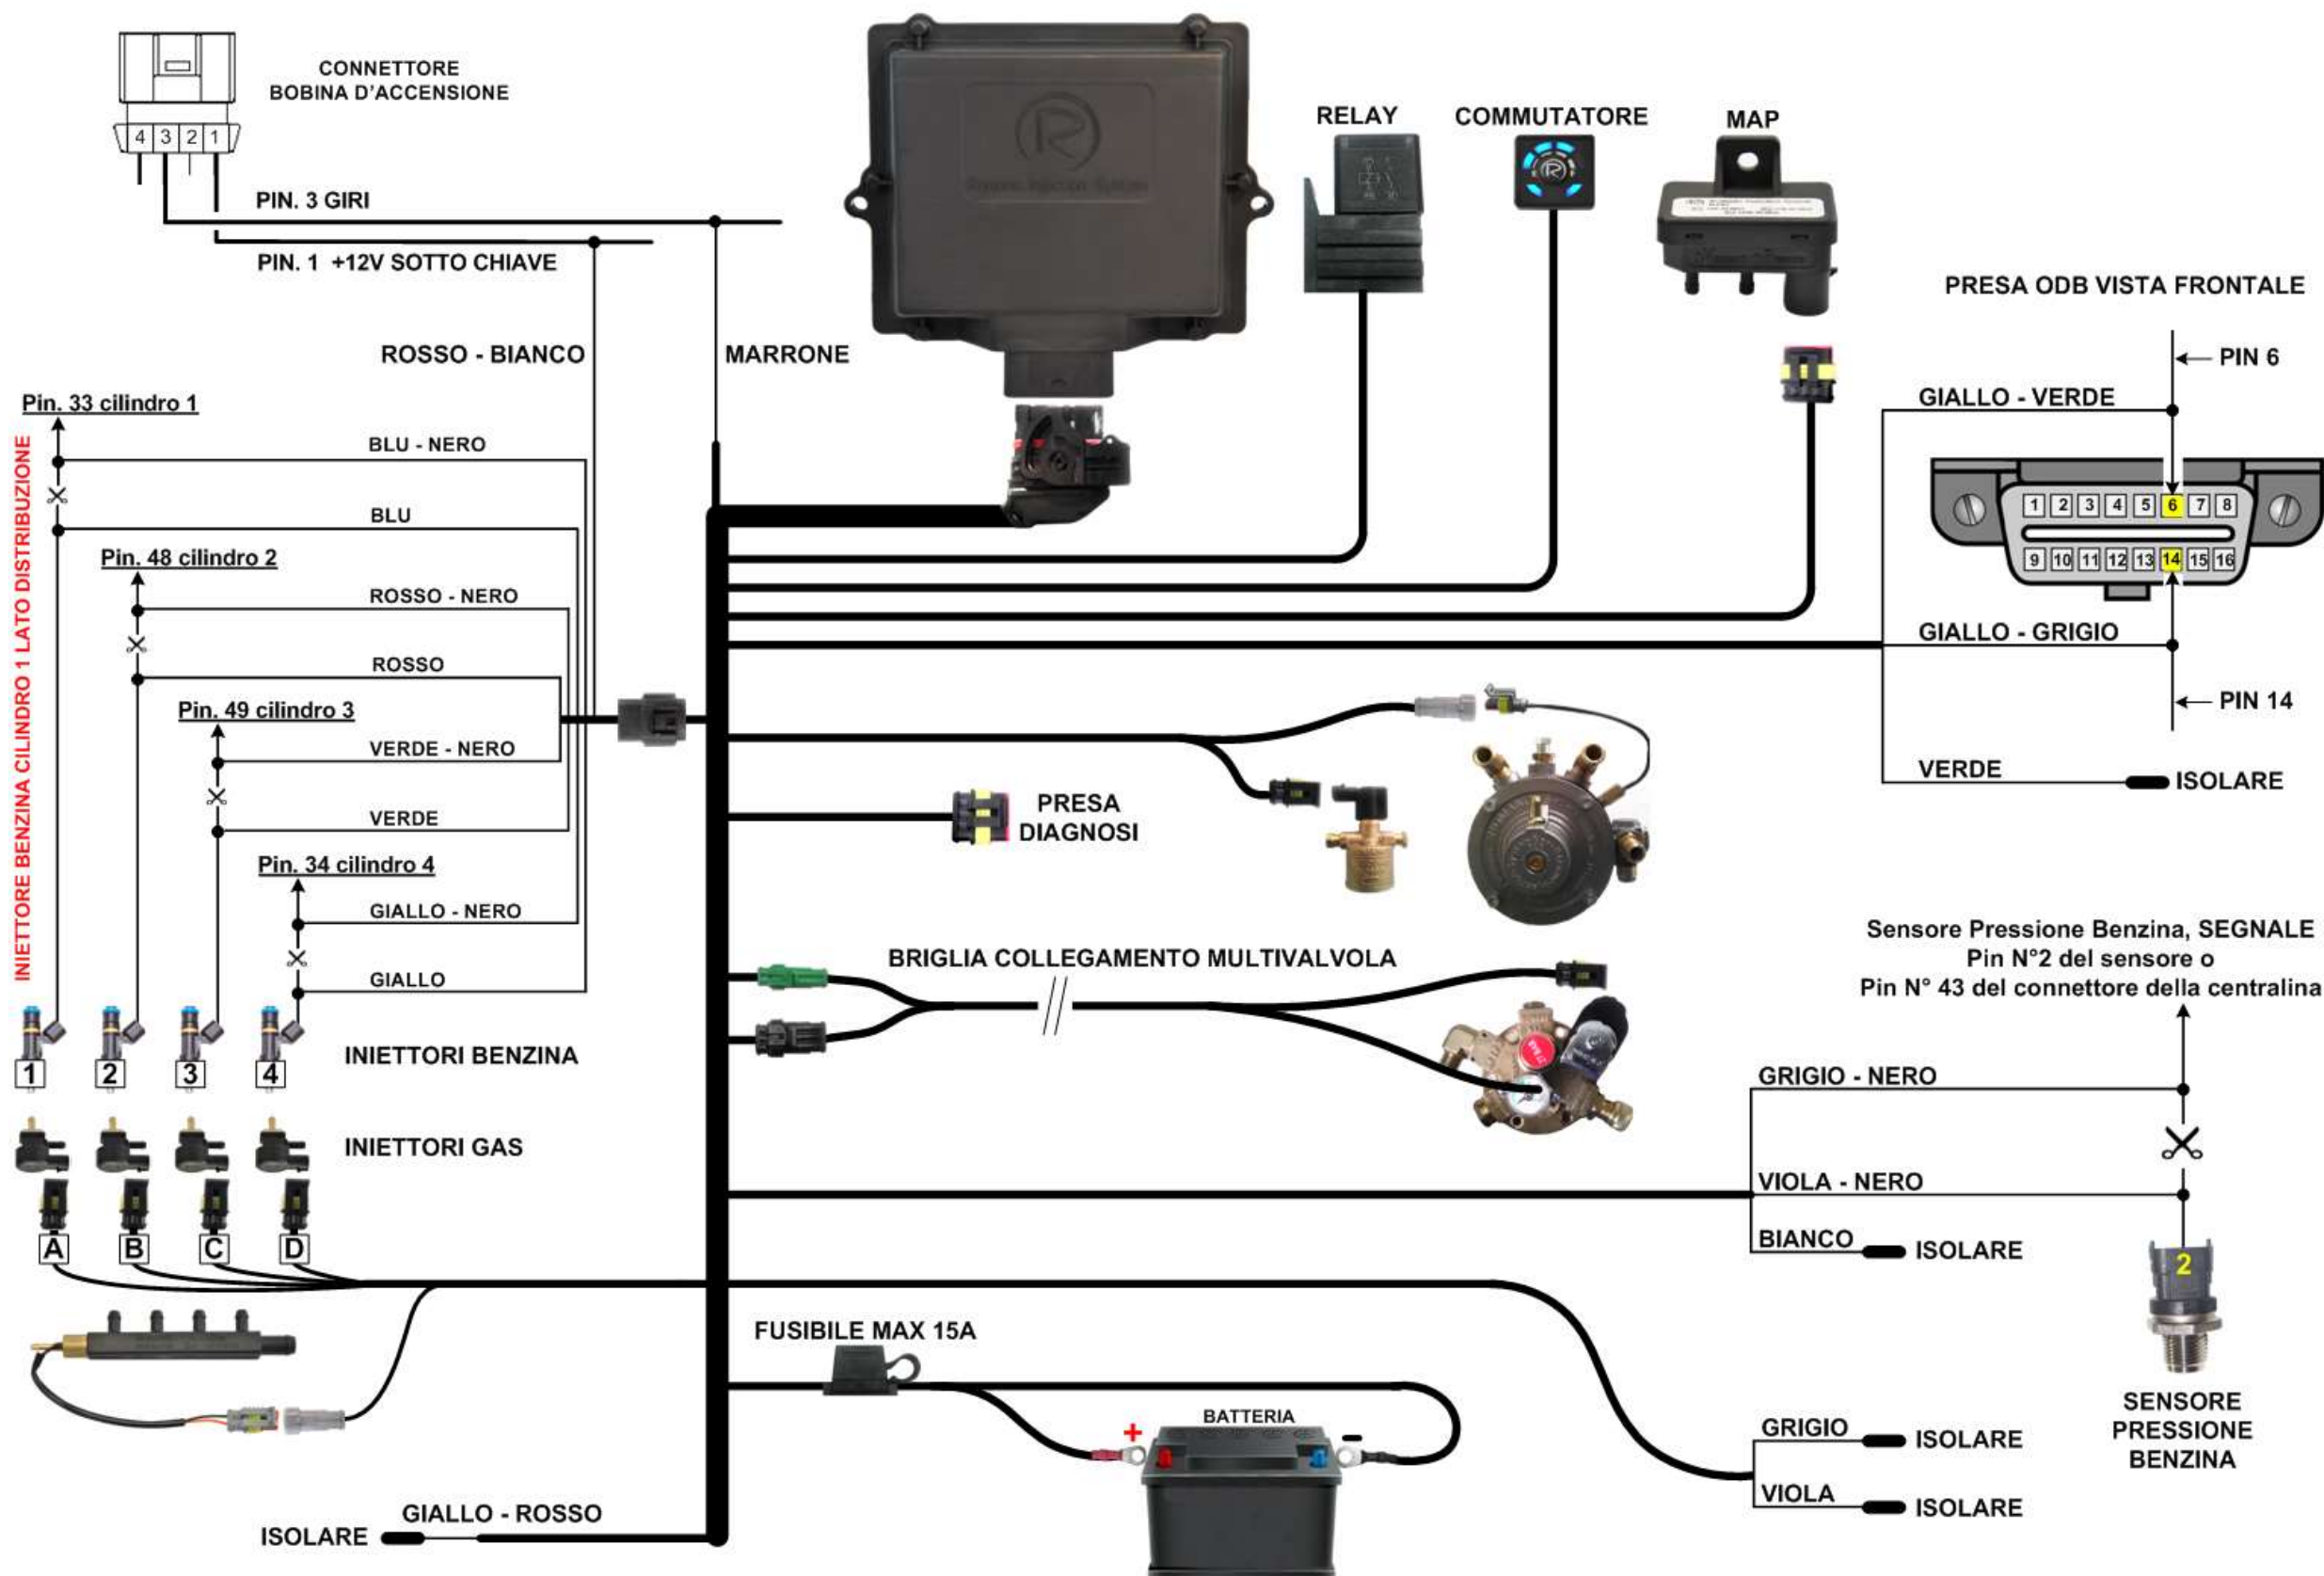 CONNETTORE
BOBINA D'ACCENSIONE
4 3 2 1
PIN. 3 GIRI
PIN. 1 +12V SOTTO CHIAVE
ROSSO - BIANCO
MARRONE
R
RELAY
COMMUTATORE
R
MAP
PRESA ODB VISTA FRONTALE
PIN 6
GIALLO - VERDE
1 2 3 4 5 6 7 8
9 10 11 12 13 14 15 16
GIALLO - GRIGIO
PIN 14
VERDE
ISOLARE
INIETTORE BENZINA CILINDRO 1 LATO DISTRIBUZIONE
Pin. 33 cilindro 1
BLU - NERO
BLU
Pin. 48 cilindro 2
ROSSO - NERO
ROSSO
Pin. 49 cilindro 3
VERDE - NERO
VERDE
Pin. 34 cilindro 4
GIALLO - NERO
GIALLO
PRESA
DIAGNOSI
BRIGLIA COLLEGAMENTO MULTIVALVOLA
1 2 3 4
INIETTORI BENZINA
INIETTORI GAS
A B C D
Sensore Pressione Benzina, SEGNALE
Pin N°2 del sensore o
Pin N° 43 del connettore della centralina
GRIGIO - NERO
VIOLA - NERO
BIANCO
ISOLARE
2
SENSORE
PRESSIONE
BENZINA
FUSIBILE MAX 15A
BATTERIA
+ -
GRIGIO
ISOLARE
VIOLA
ISOLARE
GIALLO - ROSSO
ISOLARE